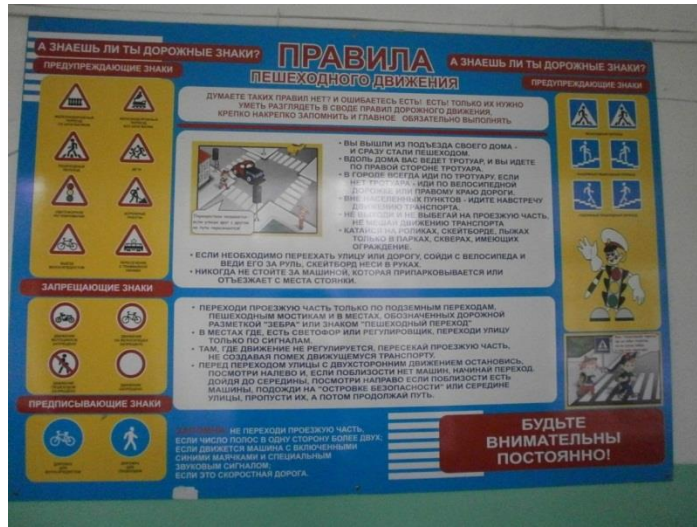 А ЗНАЕШЬ ЛИ ТЫ ДОРОЖНЫЕ ЗНАКИ?
ПРЕДУПРЕЖДАЮЩИЕ ЗНАКИ
ПРАВИЛА
ПЕШЕХОДНОГО ДВИЖЕНИЯ
А ЗНАЕШЬ ЛИ ТЫ ДОРОЖНЫЕ ЗНАКИ?
ПРЕДУПРЕЖДАЮЩИЕ ЗНАКИ
ДУМАЕТЕ ТАКИХ ПРАВИЛ НЕТ? И ОШИБАЕТЕСЬ ЕСТЬ! ЕСТЬ! ТОЛЬКО ИХ НУЖНО
УМЕТЬ РАЗГЛЯДЕТЬ В СВОДЕ ПРАВИЛ ДОРОЖНОГО ДВИЖЕНИЯ,
КРЕПКО НАКРЕПКО ЗАПОМНИТЬ И ГЛАВНОЕ ОБЯЗАТЕЛЬНО ВЫПОЛНЯТЬ
• ВЫ ВЫШЛИ ИЗ ПОДЪЕЗДА СВОЕГО ДОМА -
И СРАЗУ СТАЛИ ПЕШЕХОДОМ.
• ВДОЛЬ ДОМА ВАС ВЕДЕТ ТРОТУАР, И ВЫ ИДЕТЕ
ПО ПРАВОЙ СТОРОНЕ ТРОТУАРА.
• В ГОРОДЕ ВСЕГДА ИДИ ПО ТРОТУАРУ, ЕСЛИ
НЕТ ТРОТУАРА - ИДИ ПО ВЕЛОСИПЕДНОЙ
ДОРОЖКЕ ИЛИ ПРАВОМУ КРАЮ ДОРОГИ.
• ВНЕ НАСЕЛЕННЫХ ПУНКТОВ - ИДИТЕ НАВСТРЕЧУ
ДВИЖЕНИЮ ТРАНСПОРТА.
• НЕ ВЫХОДИ И НЕ ВЫБЕГАЙ НА ПРОЕЗЖУЮ ЧАСТЬ,
НЕ МЕШАЙ ДВИЖЕНИЮ ТРАНСПОРТА
• КАТАЙСЯ НА РОЛИКАХ, СКЕЙТБОРДЕ, ЛЫЖАХ
ТОЛЬКО В ПАРКАХ, СКВЕРАХ, ИМЕЮЩИХ
ОГРАЖДЕНИЕ.
• ЕСЛИ НЕОБХОДИМО ПЕРЕЕХАТЬ УЛИЦУ ИЛИ ДОРОГУ, СОЙДИ С ВЕЛОСИПЕДА И
ВЕДИ ЕГО ЗА РУЛЬ, СКЕЙТБОРД НЕСИ В РУКАХ.
• НИКОГДА НЕ СТОЙТЕ ЗА МАШИНОЙ, КОТОРАЯ ПРИПАРКОВЫВАЕТСЯ ИЛИ
ОТЪЕЗЖАЕТ С МЕСТА СТОЯНКИ.
ЗАПРЕЩАЮЩИЕ ЗНАКИ
• ПЕРЕХОДИ ПРОЕЗЖУЮ ЧАСТЬ ТОЛЬКО ПО ПОДЗЕМНЫМ ПЕРЕХОДАМ,
ПЕШЕХОДНЫМ МОСТИКАМ И В МЕСТАХ, ОБОЗНАЧЕННЫХ ДОРОЖНОЙ
РАЗМЕТКОЙ "ЗЕБРА" ИЛИ ЗНАКОМ "ПЕШЕХОДНЫЙ ПЕРЕХОД"
• В МЕСТАХ ГДЕ, ЕСТЬ СВЕТОФОР ИЛИ РЕГУЛИРОВЩИК, ПЕРЕХОДИ УЛИЦУ
ТОЛЬКО ПО СИГНАЛАМ.
• ТАМ, ГДЕ ДВИЖЕНИЕ НЕ РЕГУЛИРУЕТСЯ, ПЕРЕСЕКАЙ ПРОЕЗЖУЮ ЧАСТЬ,
НЕ СОЗДАВАЯ ПОМЕХ ДВИЖУЩЕМУСЯ ТРАНСПОРТУ.
• ПЕРЕД ПЕРЕХОДОМ УЛИЦЫ С ДВУХСТОРОННИМ ДВИЖЕНИЕМ ОСТАНОВИСЬ,
ПОСМОТРИ НАЛЕВО И, ЕСЛИ ПОБЛИЗОСТИ НЕТ МАШИН, НАЧИНАЙ ПЕРЕХОД.
ДОЙДЯ ДО СЕРЕДИНЫ, ПОСМОТРИ НАПРАВО ЕСЛИ ПОБЛИЗОСТИ ЕСТЬ
МАШИНЫ, ПОДОЖДИ НА "ОСТРОВКЕ БЕЗОПАСНОСТИ" ИЛИ СЕРЕДИНЕ
УЛИЦЫ, ПРОПУСТИ ИХ, А ПОТОМ ПРОДОЛЖАЙ ПУТЬ.
ПРЕДПИСЫВАЮЩИЕ ЗНАКИ
НЕ ПЕРЕХОДИ ПРОЕЗЖУЮ ЧАСТЬ,
ЕСЛИ ЧИСЛО ПОЛОС В ОДНУ СТОРОНУ БОЛЕЕ ДВУХ;
ЕСЛИ ДВИЖЕТСЯ МАШИНА С ВКЛЮЧЕННЫМИ
СИНИМИ МАЯЧКАМИ И СПЕЦИАЛЬНЫМ
ЗВУКОВЫМ СИГНАЛОМ;
ЕСЛИ ЭТО СКОРОСТНАЯ ДОРОГА.
БУДЬТЕ
ВНИМАТЕЛЬНЫ
ПОСТОЯННО!